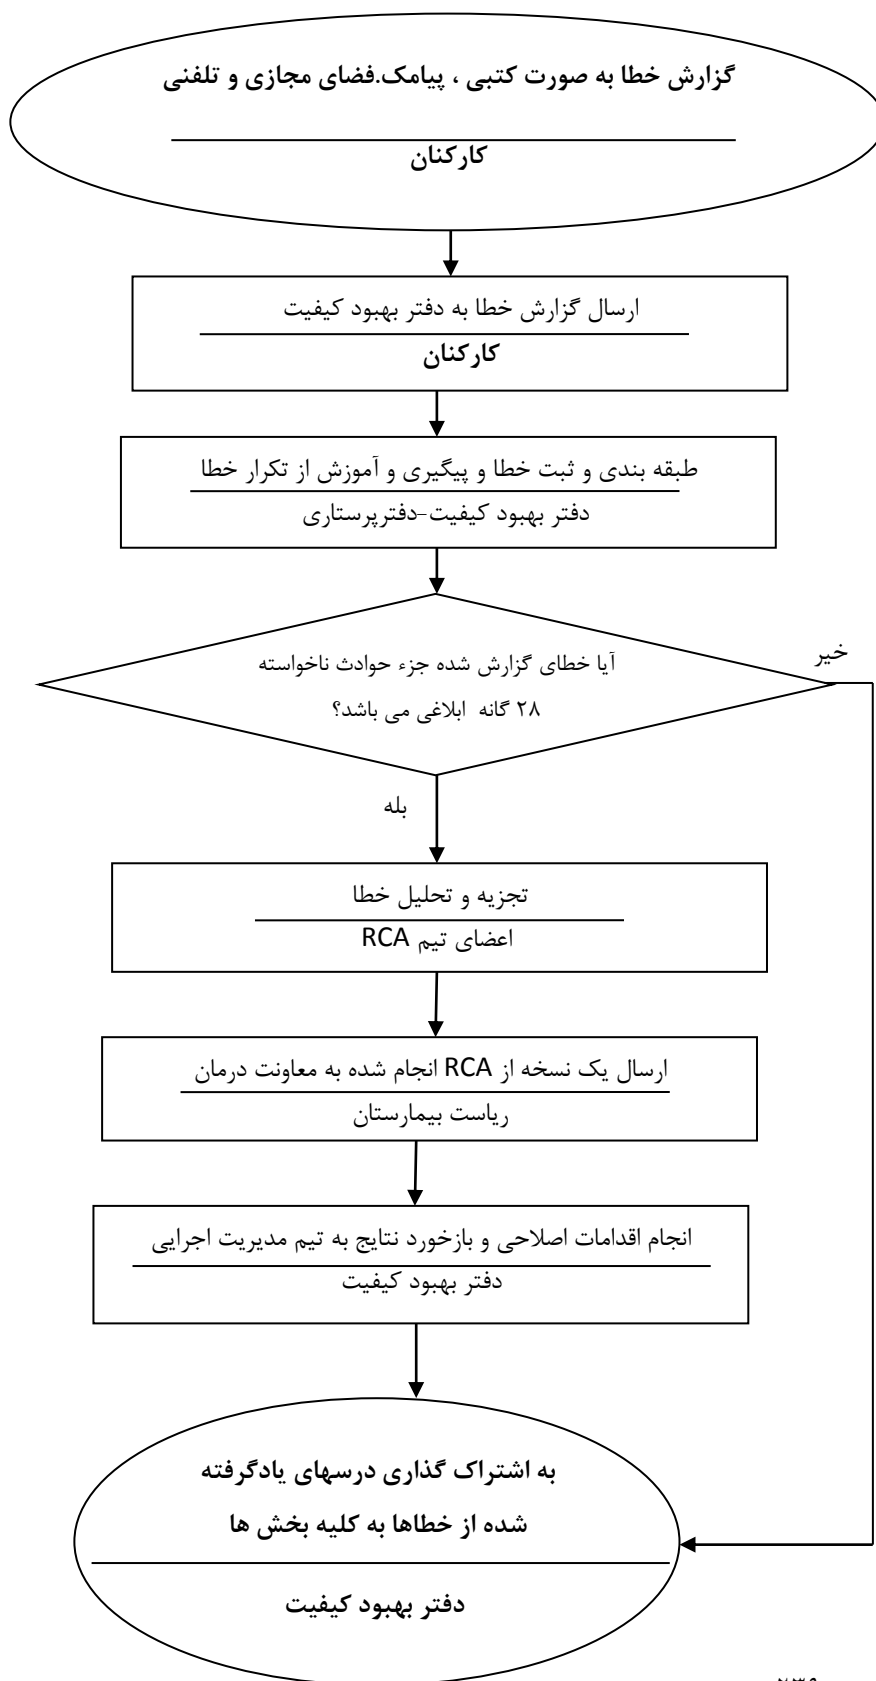 گزارش خطا به صورت کتبی ، پیامک.فضای مجازی و تلفنی
کارکنان
ارسال گزارش خطا به دفتر بهبود کیفیت
کارکنان
طبقه بندی و ثبت خطا و پیگیری و آموزش از تکرار خطا
دفتر بهبود کیفیت-دفترپرستاری
خیر
آیا خطای گزارش شده جزء حوادث ناخواسته
۲۸ گانه ابلاغی می باشد؟
بله
تجزیه و تحلیل خطا
اعضای تیم RCA
ارسال یک نسخه از RCA انجام شده به معاونت درمان
ریاست بیمارستان
انجام اقدامات اصلاحی و بازخورد نتایج به تیم مدیریت اجرایی
دفتر بهبود کیفیت
به اشتراک گذاری درسهای یادگرفته
شده از خطاها به کلیه بخش ها
دفتر بهبود کیفیت